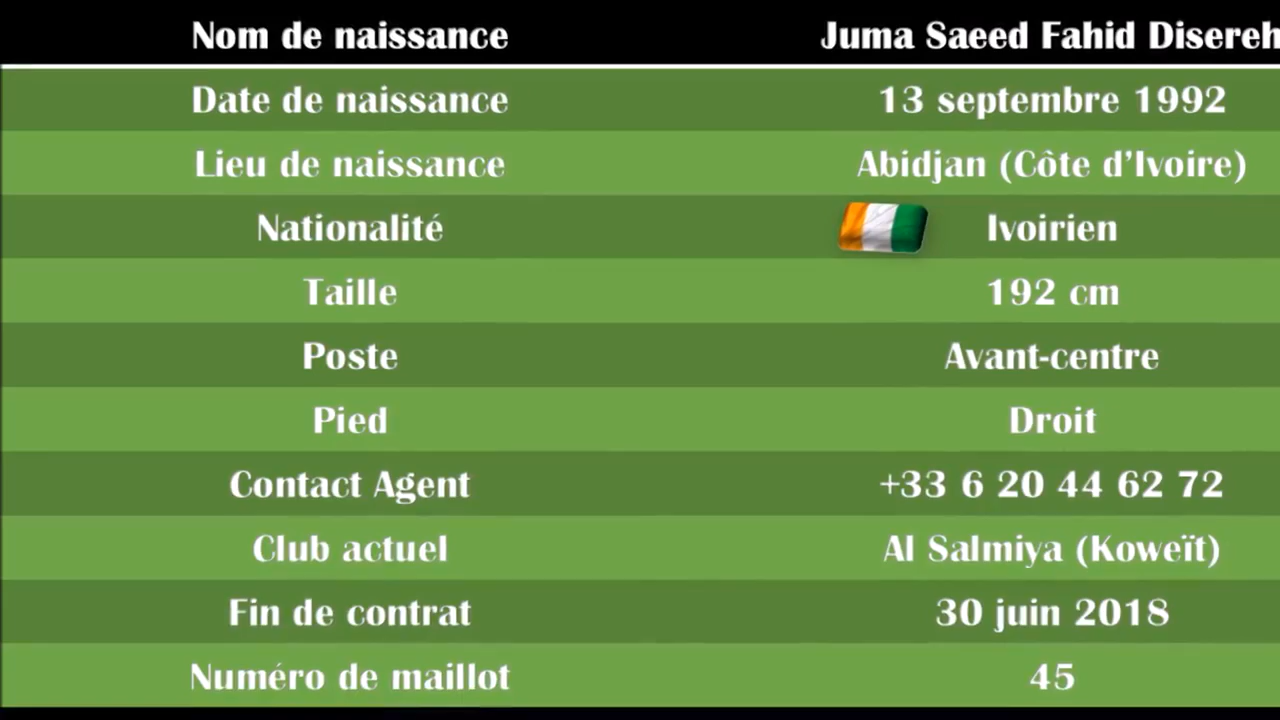 Nom de naissance Juma Saeed Fahid Disereh
Date de naissance 13 septembre 1992
Lieu de naissance Abidjan (Côte d’Ivoire)
Nationalité Ivoirien
Taille 192 cm
Poste Avant-centre
Pied Droit
Contact Agent +33 6 20 44 62 72
Club actuel Al Salmiya (Koweït)
Fin de contrat 30 juin 2018
Numéro de maillot 45